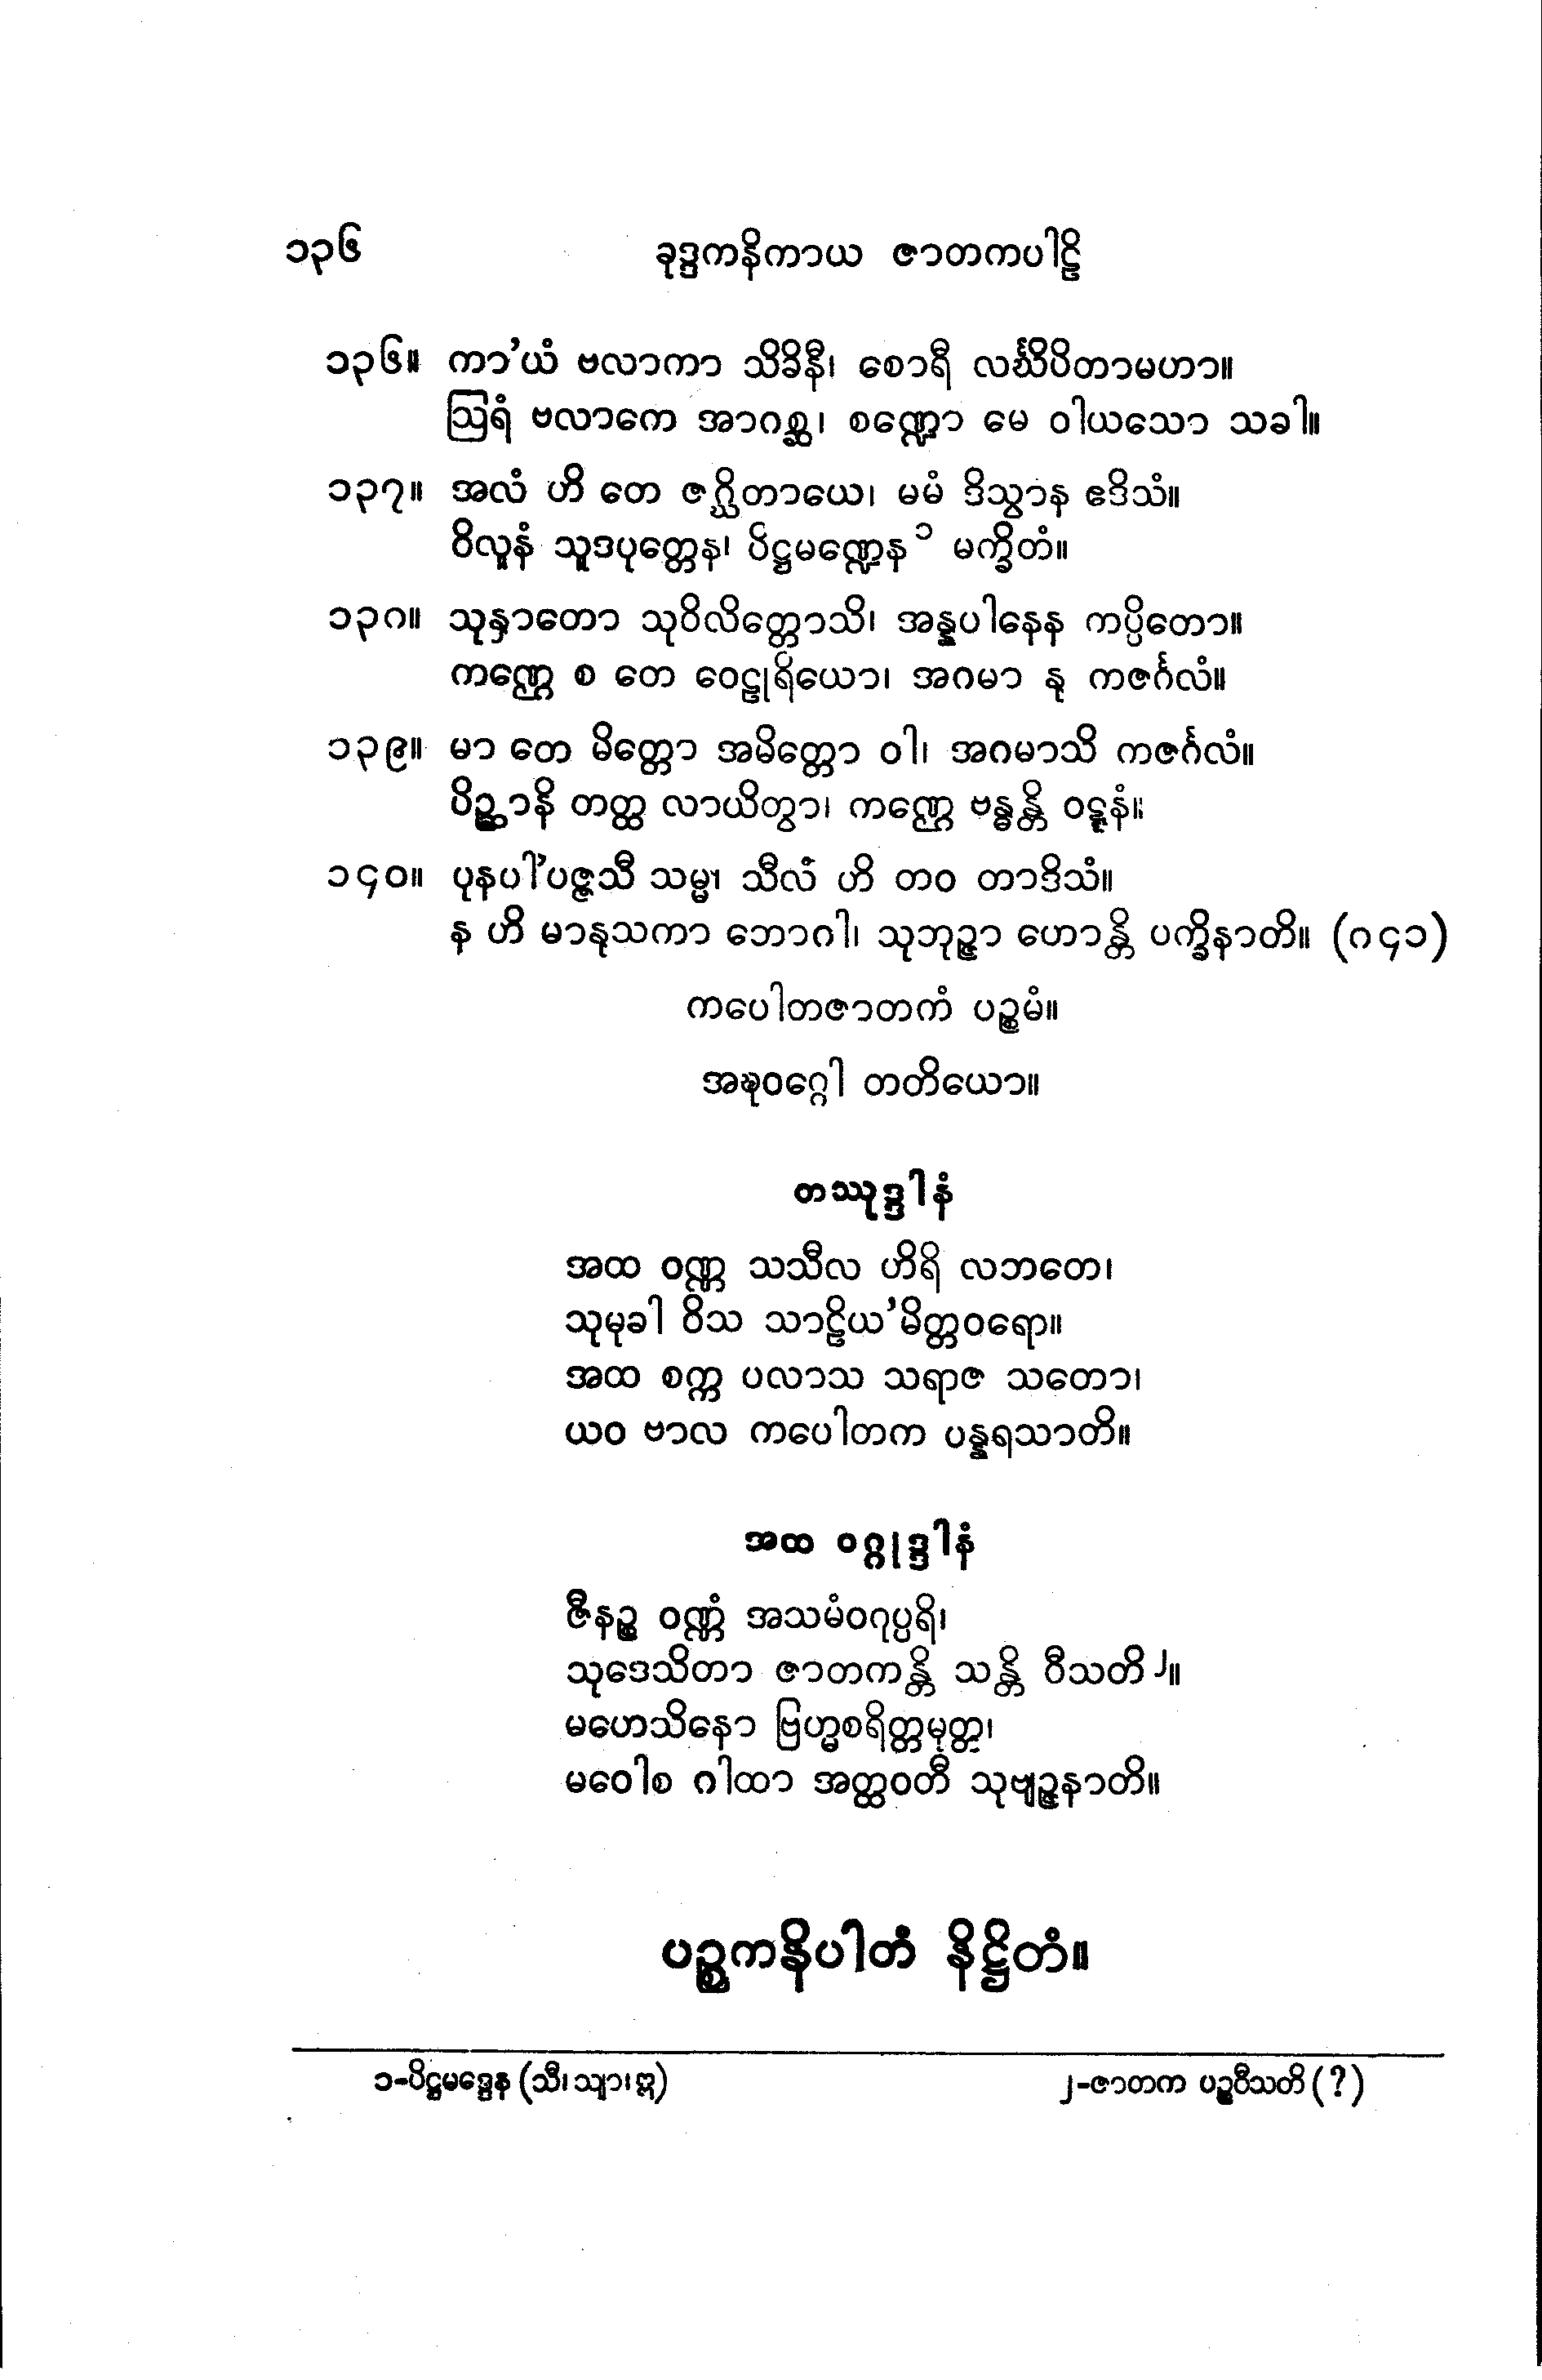 ၁၃၆ ခုဒ္ဒကနိကာယ ဇာတကပါဠိ
၁၃၆။ ကာ’ယံ ဗလာကာ သိခိနီ၊ စောရီ လင်္ဃိပိတာမဟာ။
ဩရံ ဗလာကေ အာဂစ္ဆ၊ စဏ္ဍော မေ ဝါယသော သခါ။
၁၃၇။ အလံ ဟိ တေ ဇဂ္ဃိတာယေ၊ မမံ ဒိသွာန ဧဒိသံ။
ဝိလူနံ သူဒပုတ္တေန၊ ပိဋ္ဌမဏ္ဍေန ၁ မက္ခိတံ။
၁၃၈။ သုနှာတော သုဝိလိတ္တောသိ၊ အန္နပါနေန ကပ္ပိတော။
ကဏ္ဌေ စ တေ ဝေဠုရိယော၊ အဂမာ နု ကဇင်္ဂလံ။
၁၃၉။ မာ တေ မိတ္တော အမိတ္တော ဝါ၊ အဂမာသိ ကဇင်္ဂလံ။
ပိဉ္ဆာနိ တတ္ထ လာယိတွာ၊ ကဏ္ဌေ ဗန္ဓန္တိ ဝဋ္ဋနံ။
၁၄၀။ ပုနပါ’ပဇ္ဇသီ သမ္မ၊ သီလံ ဟိ တဝ တာဒိသံ။
န ဟိ မာနုသကာ ဘောဂါ၊ သုဘုဉ္ဇာ ဟောန္တိ ပက္ခိနာတိ။ (၈၄၁)
ကပေါတဇာတကံ ပဉ္စမံ။
အဍ္ဎဝဂ္ဂေါ တတိယော။
တဿုဒ္ဒါနံ
အထ ဝဏ္ဏ သသီလ ဟိရိ လဘတေ၊
သုမုခါ ဝိသ သာဠိယ’မိတ္တဝရော။
အထ စက္က ပလာသ သရာဇ သတော၊
ယဝ ဗာလ ကပေါတက ပန္နရသာတိ။
အထ ဝဂ္ဂုဒ္ဒါနံ
ဇီနဉ္စ ဝဏ္ဏံ အသမံဝဂုပ္ပရိ၊
သုဒေသိတာ ဇာတကန္တိ သန္တိ ဝီသတိ ၂။
မဟေသိနော ဗြဟ္မစရိတ္တမုတ္တ၊
မဝေါစ ဂါထာ အတ္ထဝတီ သုဗျဉ္ဇနာတိ။
ပဉ္စကနိပါတံ နိဋ္ဌိတံ။
၁-ပိဋ္ဌမဒ္ဒေန (သီ၊ သျာ၊ ဣ) ၂-ဇာတက ပဉ္စဝီသတိ (?)